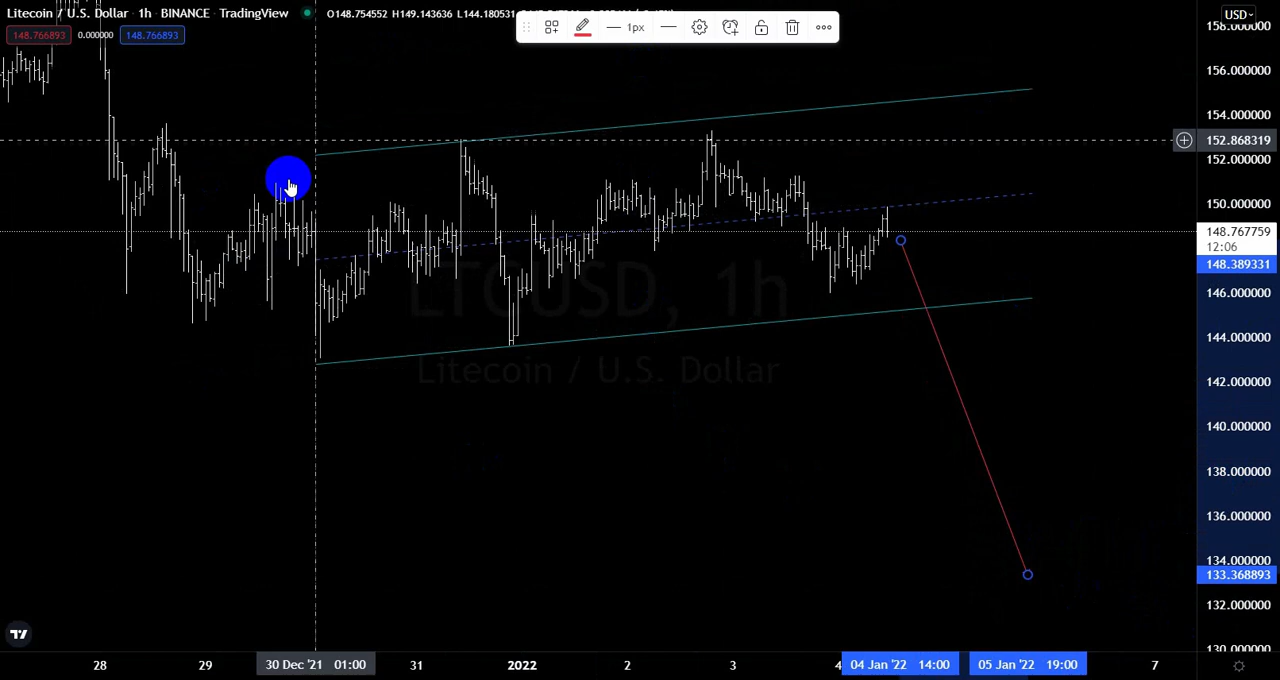 Litecoin / U.S. Dollar · 1h · BINANCE · TradingView
O148.754552 H149.143636 L144.180531
148.766893 0.000000 148.766893
1px
USD
158.000000
156.000000
154.000000
152.868319
152.000000
150.000000
148.767759
12:06
148.389331
146.000000
144.000000
142.000000
140.000000
138.000000
136.000000
134.000000
133.368893
132.000000
130.000000
LTCUSD, 1h
Litecoin / U.S. Dollar
28 29 30 Dec '21 01:00 31 2022 2 3 4 04 Jan '22 14:00 05 Jan '22 19:00 7